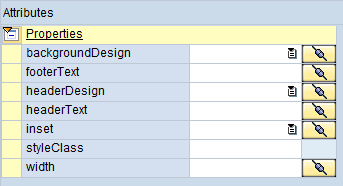 Attributes
Properties
backgroundDesign
footerText
headerDesign
headerText
inset
styleClass
width